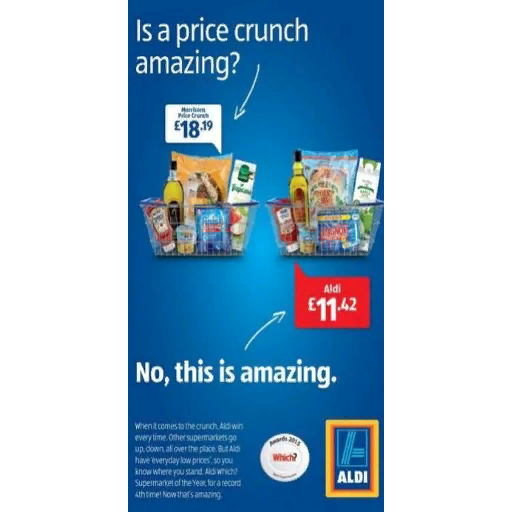 Is a price crunch
amazing?
Morrisons
Price Crunch
£18.19
Tropicana
Aldi
£11.42
No, this is amazing.
When it comes to the crunch, Aldi win
every time. Other supermarkets go
up, down, all over the place. But Aldi
have 'everyday low prices', so you
know where you stand. Aldi Which?
Supermarket of the Year, for a record
4th time! Now that's amazing.
Awards 2015
Which?
ALDI